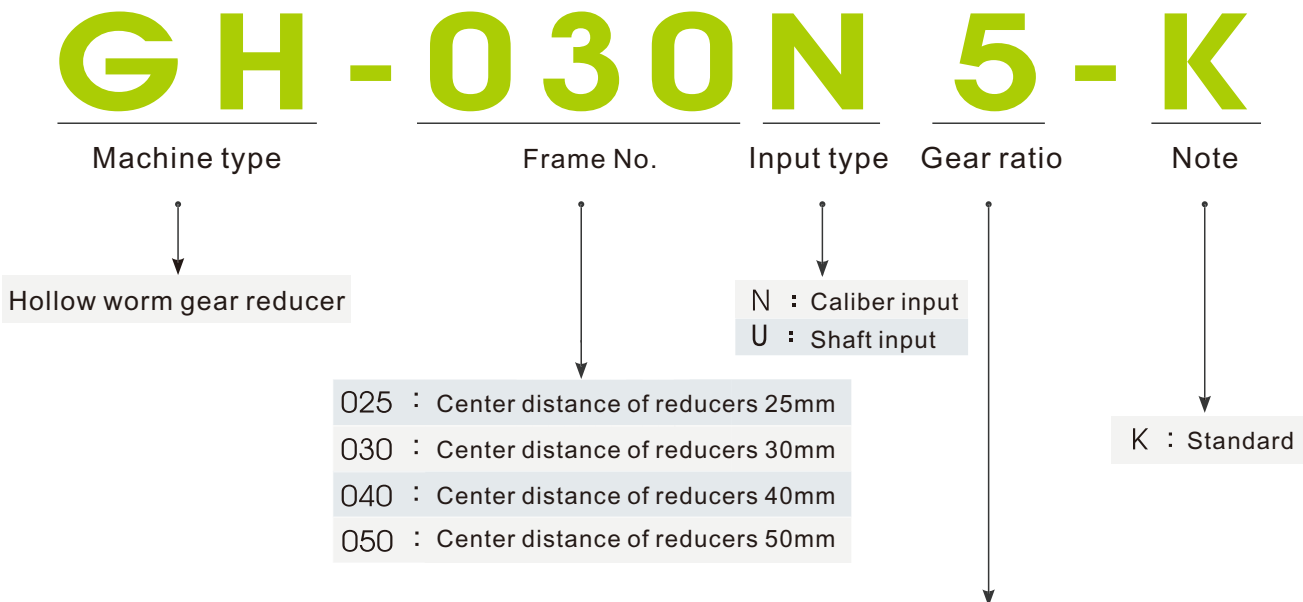 GH-030N 5-K
Machine type Frame No. Input type Gear ratio Note
Hollow worm gear reducer
N : Caliber input
U : Shaft input
025 : Center distance of reducers 25mm
030 : Center distance of reducers 30mm
040 : Center distance of reducers 40mm
050 : Center distance of reducers 50mm
K : Standard